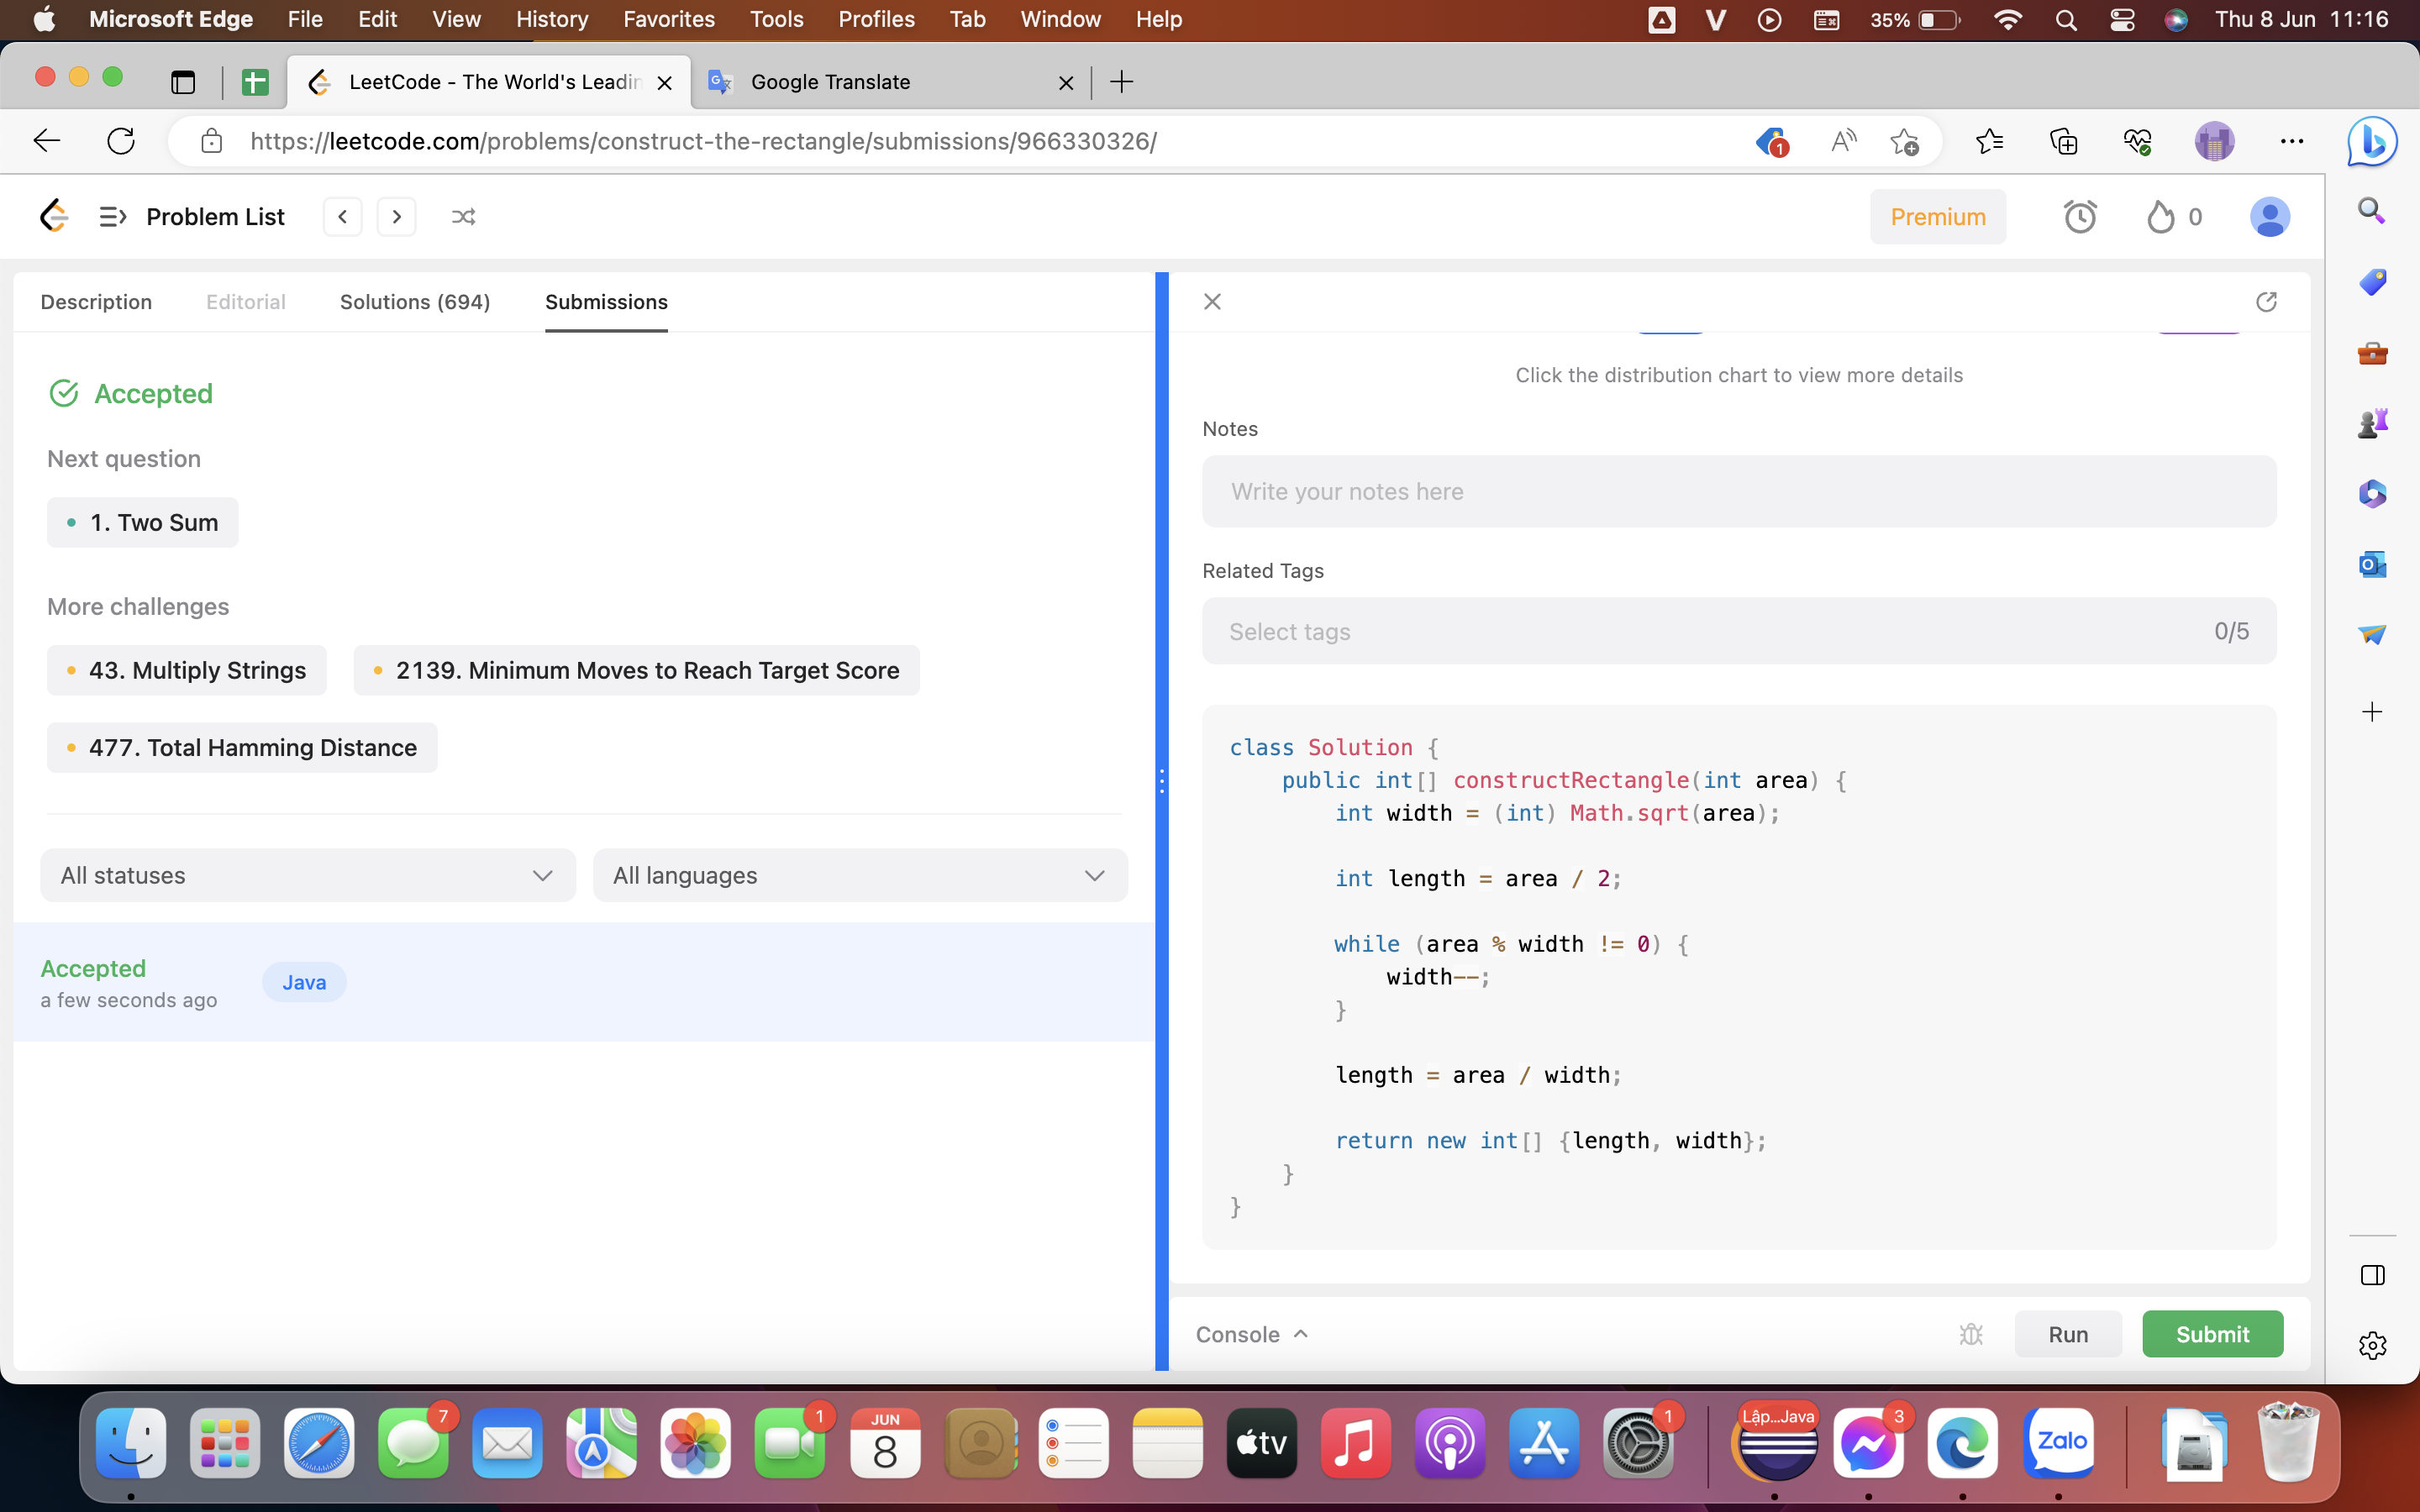 Microsoft Edge File Edit View History Favorites Tools Profiles Tab Window Help
35% Thu 8 Jun 11:16
LeetCode - The World's Leadin
Google Translate
https://leetcode.com/problems/construct-the-rectangle/submissions/966330326/
1
Problem List
Premium
0
Description Editorial Solutions (694) Submissions
Accepted
Next question
1. Two Sum
More challenges
43. Multiply Strings
2139. Minimum Moves to Reach Target Score
477. Total Hamming Distance
All statuses
All languages
Accepted
a few seconds ago
Java
Click the distribution chart to view more details
Notes
Write your notes here
Related Tags
Select tags
0/5
class Solution {
    public int[] constructRectangle(int area) {
        int width = (int) Math.sqrt(area);
        int length = area / 2;
        while (area % width != 0) {
            width--;
        }
        length = area / width;
        return new int[] {length, width};
    }
}
Console
Run
Submit
7
1
JUN
8
tv
1
Lập...Java
3
Zalo